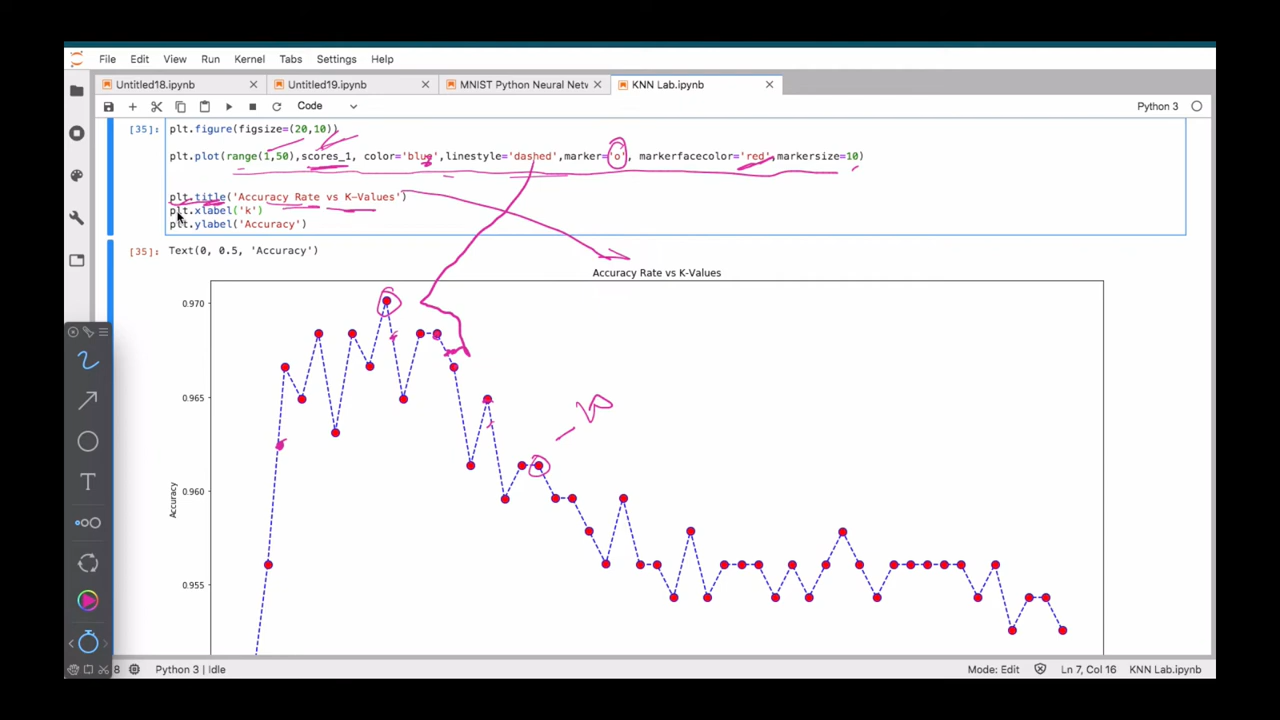 File Edit View Run Kernel Tabs Settings Help
Untitled18.ipynb Untitled19.ipynb MNIST Python Neural Netw KNN Lab.ipynb
Code Python 3
[35]: plt.figure(figsize=(20,10))
plt.plot(range(1,50),scores_1, color='blue',linestyle='dashed',marker='o', markerfacecolor='red',markersize=10)
plt.title('Accuracy Rate vs K-Values')
plt.xlabel('k')
plt.ylabel('Accuracy')
[35]: Text(0, 0.5, 'Accuracy')
Accuracy Rate vs K-Values
0.970
0.965
0.960
0.955
Accuracy
T
8 Python 3 | Idle Mode: Edit Ln 7, Col 16 KNN Lab.ipynb